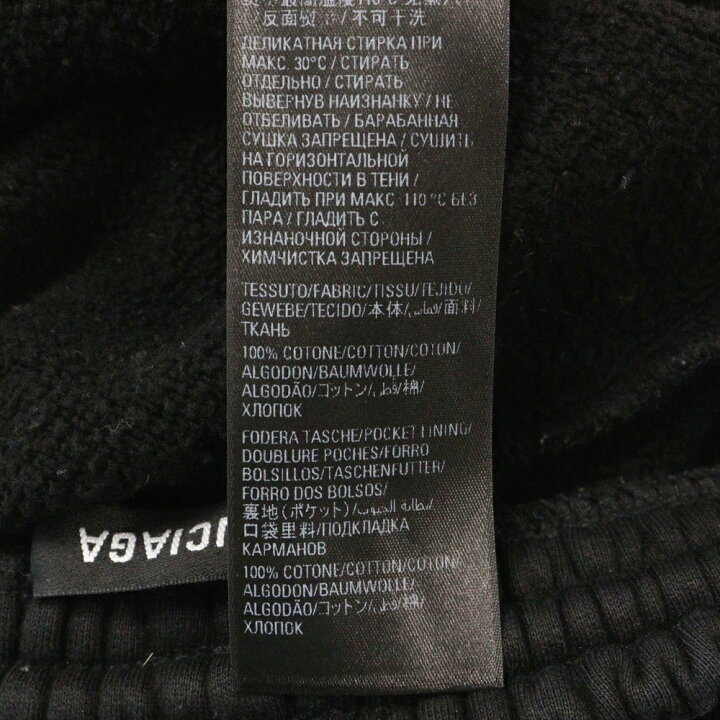 反面熨 / 不可干洗
ДЕЛИКАТНАЯ СТИРКА ПРИ
МАКС. 30°C / СТИРАТЬ
ОТДЕЛЬНО / СТИРАТЬ
ВЫВЕРНУВ НАИЗНАНКУ / НЕ
ОТБЕЛИВАТЬ / БАРАБАННАЯ
СУШКА ЗАПРЕЩЕНА / СУШИТЬ
НА ГОРИЗОНТАЛЬНОЙ
ПОВЕРХНОСТИ В ТЕНИ /
ГЛАДИТЬ ПРИ МАКС. 110 °C БЕЗ
ПАРА / ГЛАДИТЬ С
ИЗНАНОЧНОЙ СТОРОНЫ /
ХИМЧИСТКА ЗАПРЕЩЕНА
TESSUTO/FABRIC/TISSU/TEJIDO/
GEWEBE/TECIDO/本体/قماش/面料/
ТКАНЬ
100% COTONE/COTTON/COTON/
ALGODON/BAUMWOLLE/
ALGODÃO/コットン/قطن/棉/
ХЛОПОК
FODERA TASCHE/POCKET LINING/
DOUBLURE POCHES/FORRO
BOLSILLOS/TASCHENFUTTER/
FORRO DOS BOLSOS/
裏地 (ポケット) /بطانة الجيوب/
口袋里料/ПОДКЛАДКА
КАРМАНОВ
100% COTONE/COTTON/COTON/
ALGODON/BAUMWOLLE/
ALGODÃO/コットン/قطن/棉/
ХЛОПОК
CIAGA